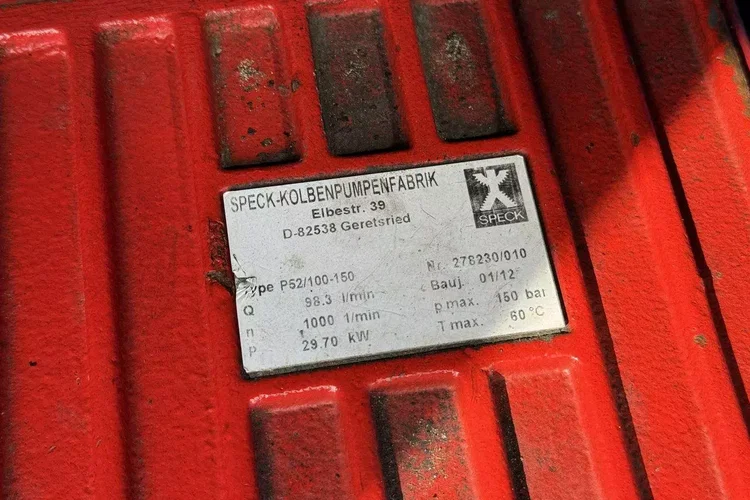 SPECK-KOLBENPUMPENFABRIK
Elbestr. 39
D-82538 Geretsried
SPECK
Type P52/100-150 Nr. 278230/010
Q 98.3 l/min Bauj. 01/12
n 1000 1/min p max. 150 bar
P 29.70 kW T max. 60 °C